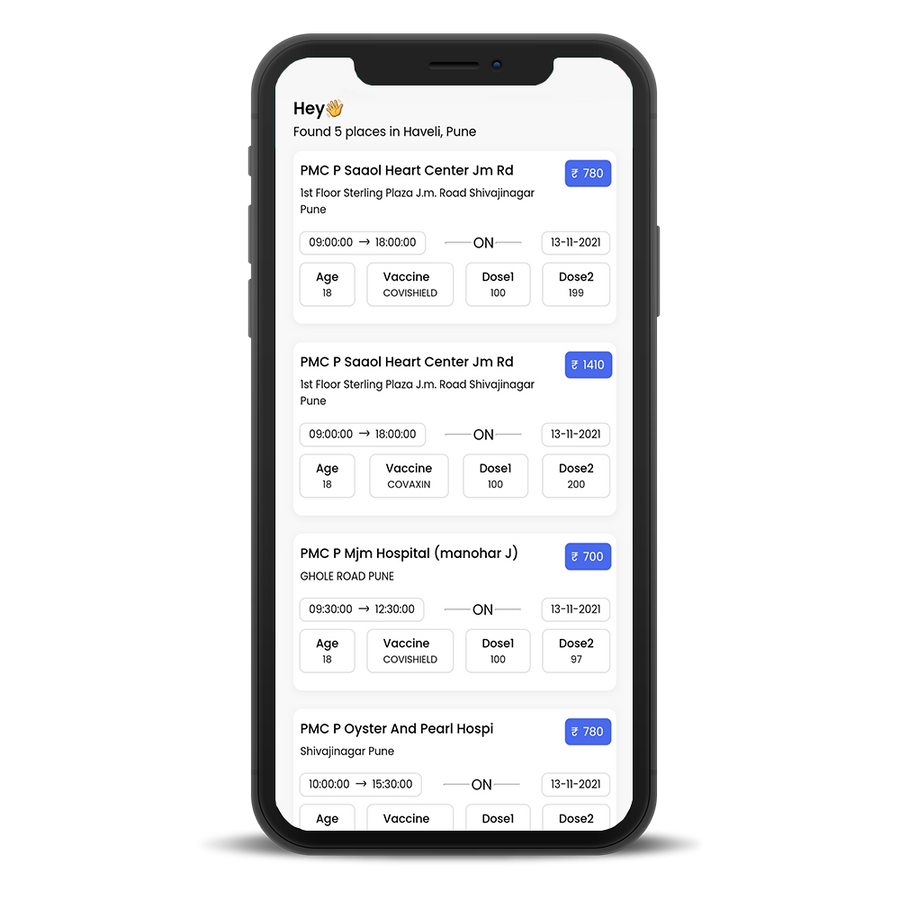 Hey👋
Found 5 places in Haveli, Pune
PMC P Saaol Heart Center Jm Rd
₹ 780
1st Floor Sterling Plaza J.m. Road Shivajinagar
Pune
09:00:00 → 18:00:00 ON 13-11-2021
Age Vaccine Dose1 Dose2
18 COVISHIELD 100 199
PMC P Saaol Heart Center Jm Rd
₹ 1410
1st Floor Sterling Plaza J.m. Road Shivajinagar
Pune
09:00:00 → 18:00:00 ON 13-11-2021
Age Vaccine Dose1 Dose2
18 COVAXIN 100 200
PMC P Mjm Hospital (manohar J)
₹ 700
GHOLE ROAD PUNE
09:30:00 → 12:30:00 ON 13-11-2021
Age Vaccine Dose1 Dose2
18 COVISHIELD 100 97
PMC P Oyster And Pearl Hospi
₹ 780
Shivajinagar Pune
10:00:00 → 15:30:00 ON 13-11-2021
Age Vaccine Dose1 Dose2